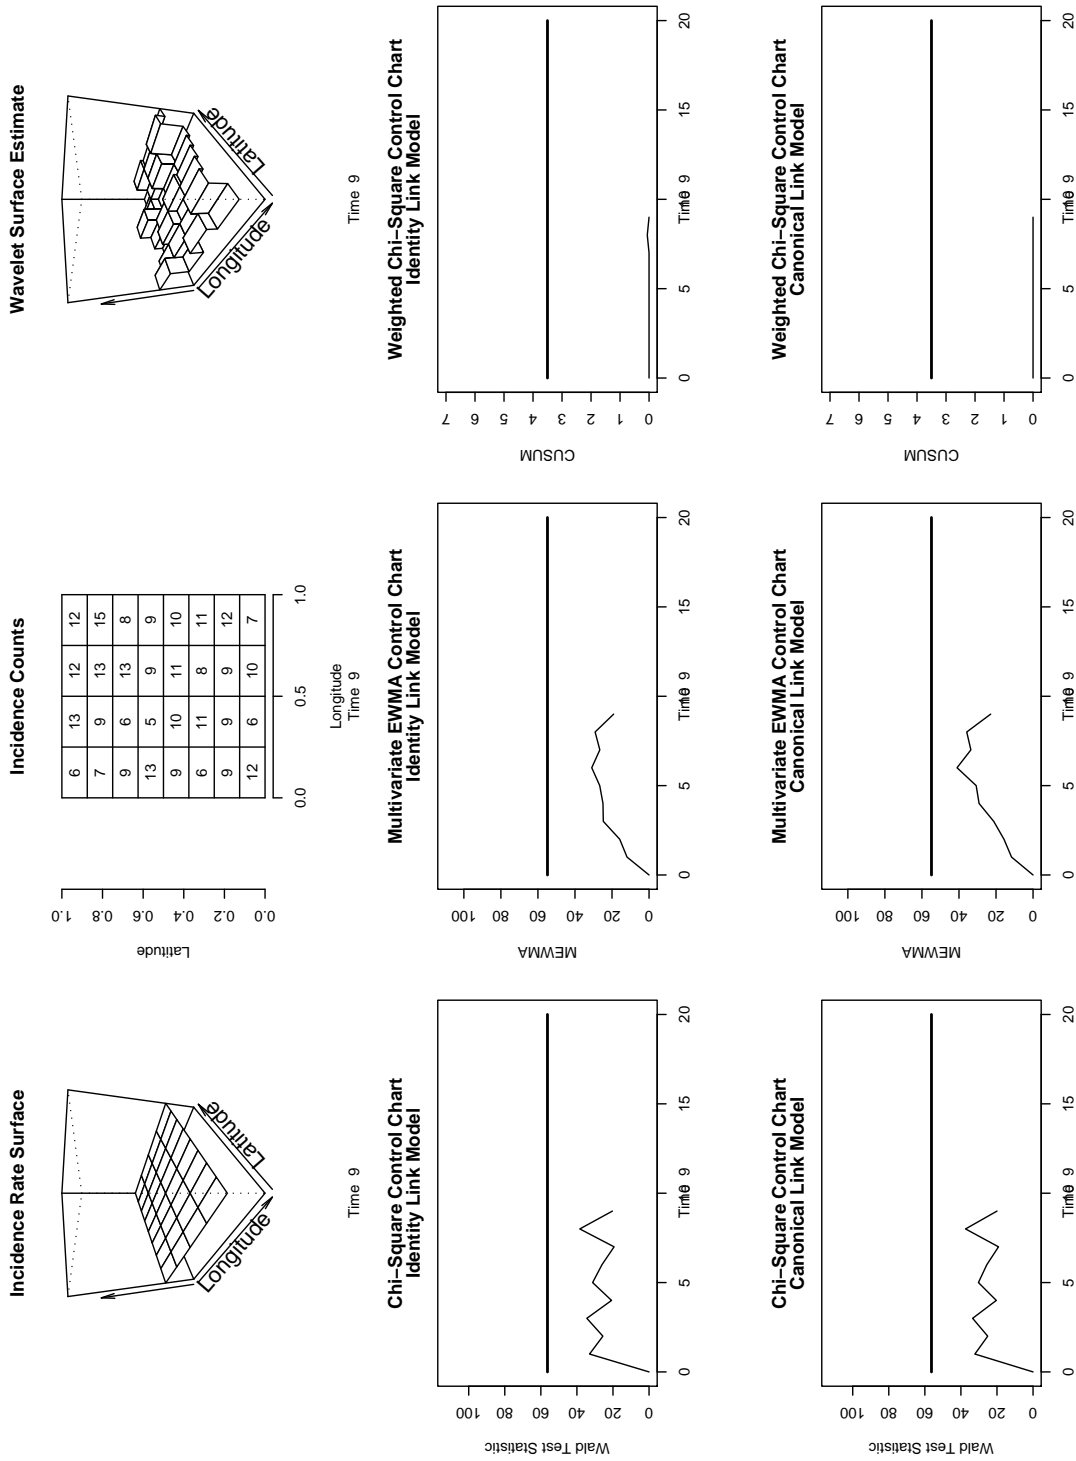 Incidence Rate Surface
Longitude
Latitude
Time 9
Incidence Counts
Latitude
1.0
0.8
0.6
0.4
0.2
0.0
6 13 12 12
7 9 13 15
9 6 13 8
13 5 9 9
9 10 11 10
6 11 8 11
9 9 9 12
12 6 10 7
0.0 0.5 1.0
Longitude
Time 9
Wavelet Surface Estimate
Longitude
Latitude
Time 9
Chi−Square Control Chart
Identity Link Model
Wald Test Statistic
100
80
60
40
20
0
0 5 10 15 20
Time 9
Multivariate EWMA Control Chart
Identity Link Model
MEWMA
100
80
60
40
20
0
0 5 10 15 20
Time 9
Weighted Chi−Square Control Chart
Identity Link Model
CUSUM
7
6
5
4
3
2
1
0
0 5 10 15 20
Time 9
Chi−Square Control Chart
Canonical Link Model
Wald Test Statistic
100
80
60
40
20
0
0 5 10 15 20
Time 9
Multivariate EWMA Control Chart
Canonical Link Model
MEWMA
100
80
60
40
20
0
0 5 10 15 20
Time 9
Weighted Chi−Square Control Chart
Canonical Link Model
CUSUM
7
6
5
4
3
2
1
0
0 5 10 15 20
Time 9